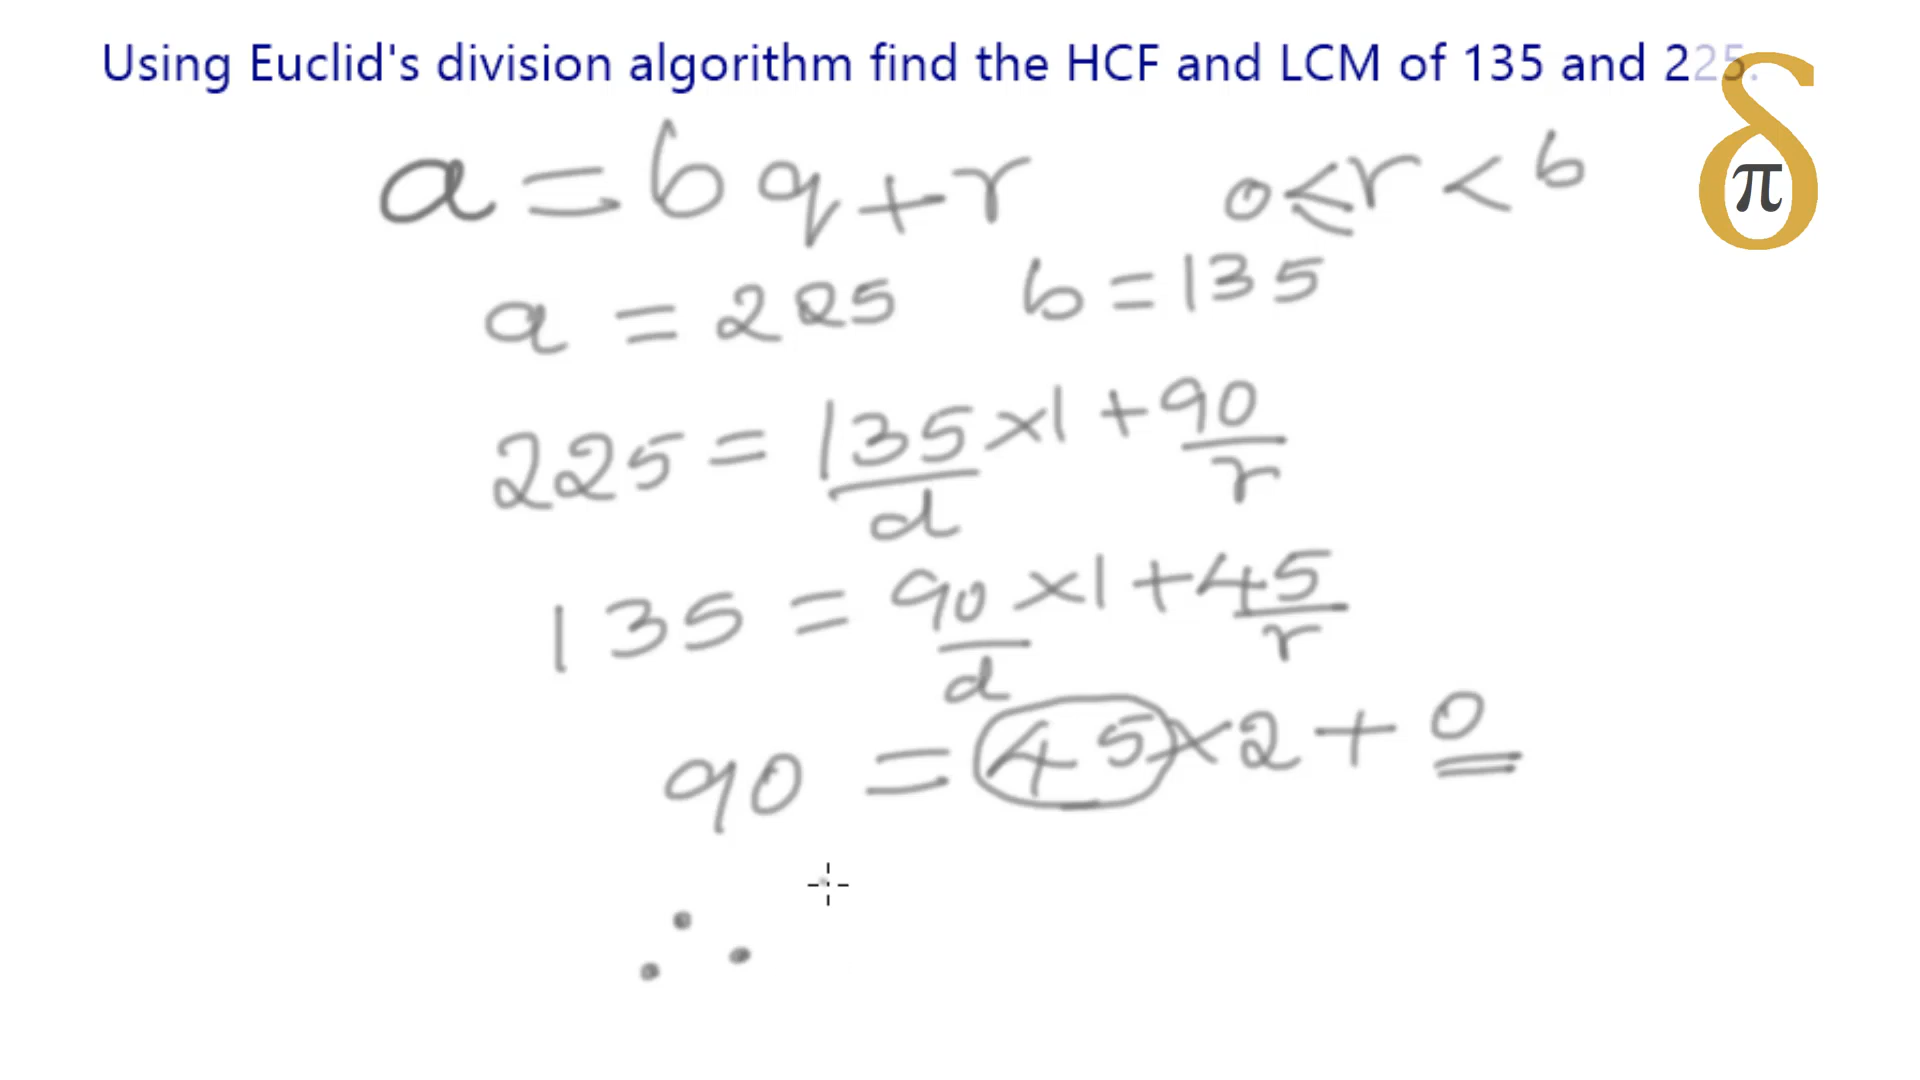 Using Euclid's division algorithm find the HCF and LCM of 135 and 225.
a = bq + r 0 ≤ r < b
a = 225 b = 135
225 = 135 × 1 + 90
d r
135 = 90 × 1 + 45
d r
90 = 45 × 2 + 0
∴
δ
π